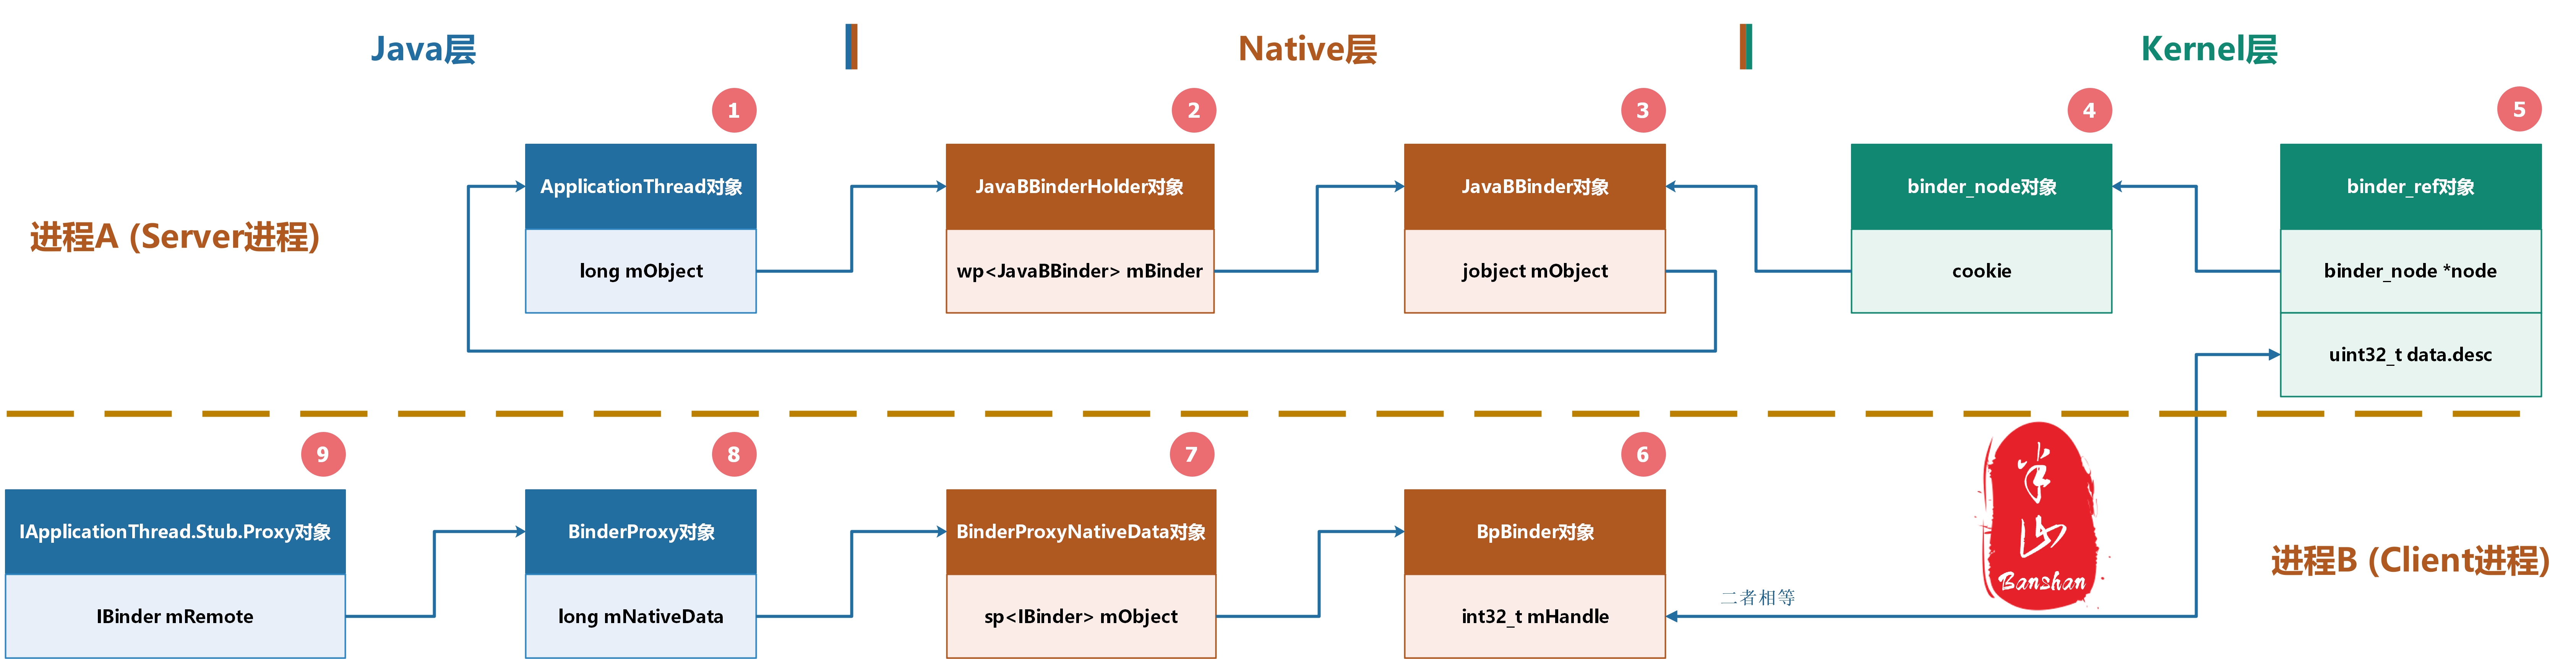 Java层
Native层
Kernel层
1
2
3
4
5
ApplicationThread对象
JavaBBinderHolder对象
JavaBBinder对象
binder_node对象
binder_ref对象
进程A (Server进程)
long mObject
wp<JavaBBinder> mBinder
jobject mObject
cookie
binder_node *node
uint32_t data.desc
9
8
7
6
半山
Banshan
IApplicationThread.Stub.Proxy对象
BinderProxy对象
BinderProxyNativeData对象
BpBinder对象
进程B (Client进程)
IBinder mRemote
long mNativeData
sp<IBinder> mObject
int32_t mHandle
二者相等